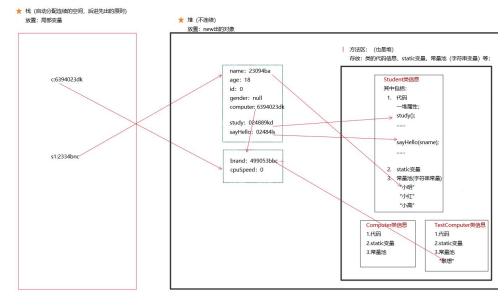 ★ 栈（自动分配连续的空间，后进先出的原则）
放置：局部变量
c:6394023dk
s1:2334bnc
★ 堆（不连续）
放置：new出的对象
name：23094ba
age：18
id：0
gender：null
computer：6394023dk
study：024889kd
sayHello：02484ls
brand：499053bbc
cpuSpeed：0
方法区：（也是堆）
存放：类的代码信息，static变量，常量池（字符串常量）等；
Student类信息
其中包括：
1. 代码
一堆属性；
study();
......
sayHello(sname);
......
2. static变量
3. 常量池(字符串常量)
"小明"
"小红"
"小高"
Computer类信息
1.代码
2.static变量
3.常量池
TestComputer类信息
1.代码
2.static变量
3.常量池
"联想"